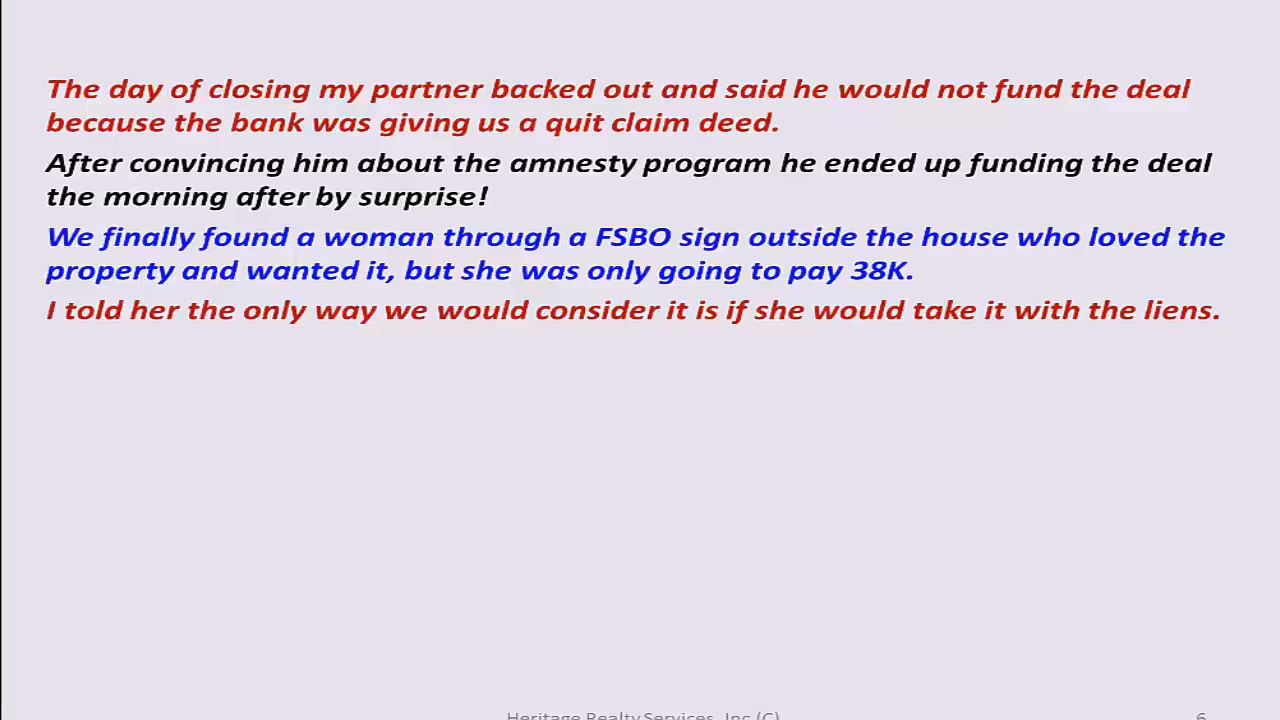 The day of closing my partner backed out and said he would not fund the deal
because the bank was giving us a quit claim deed.
After convincing him about the amnesty program he ended up funding the deal
the morning after by surprise!
We finally found a woman through a FSBO sign outside the house who loved the
property and wanted it, but she was only going to pay 38K.
I told her the only way we would consider it is if she would take it with the liens.
Heritage Realty Services, Inc (C)
6